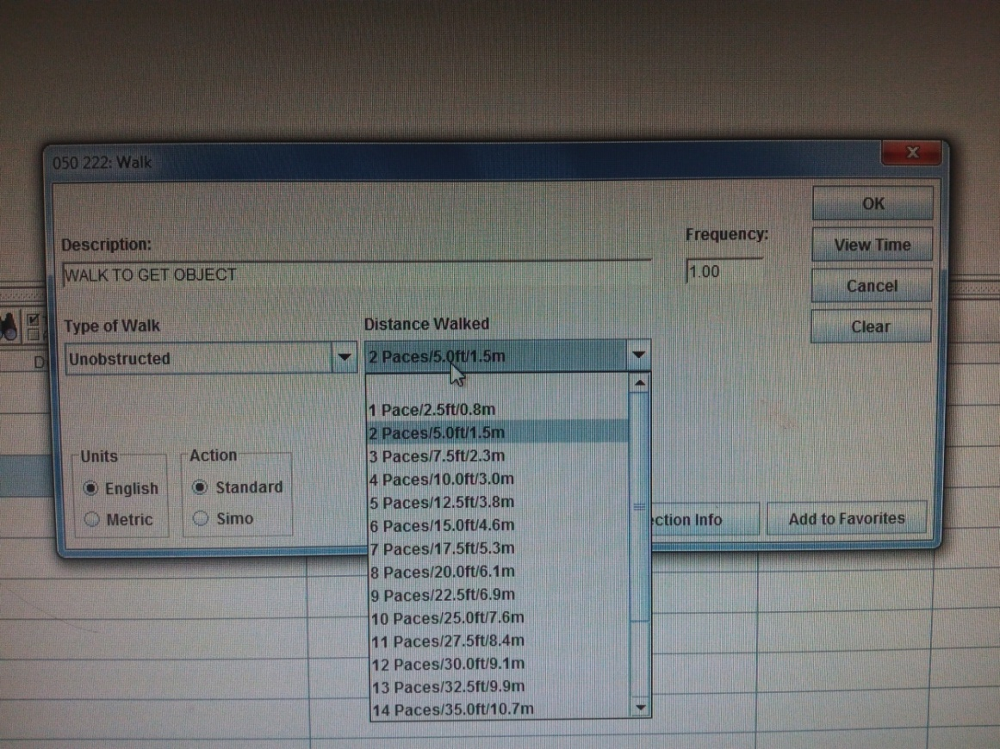 050 222: Walk
OK
Description:
Frequency:
View Time
WALK TO GET OBJECT
1.00
Cancel
Type of Walk
Distance Walked
Clear
Unobstructed
2 Paces/5.0ft/1.5m
1 Pace/2.5ft/0.8m
2 Paces/5.0ft/1.5m
3 Paces/7.5ft/2.3m
4 Paces/10.0ft/3.0m
5 Paces/12.5ft/3.8m
6 Paces/15.0ft/4.6m
7 Paces/17.5ft/5.3m
8 Paces/20.0ft/6.1m
9 Paces/22.5ft/6.9m
10 Paces/25.0ft/7.6m
11 Paces/27.5ft/8.4m
12 Paces/30.0ft/9.1m
13 Paces/32.5ft/9.9m
14 Paces/35.0ft/10.7m
Units
Action
English
Standard
Metric
Simo
Info
Add to Favorites